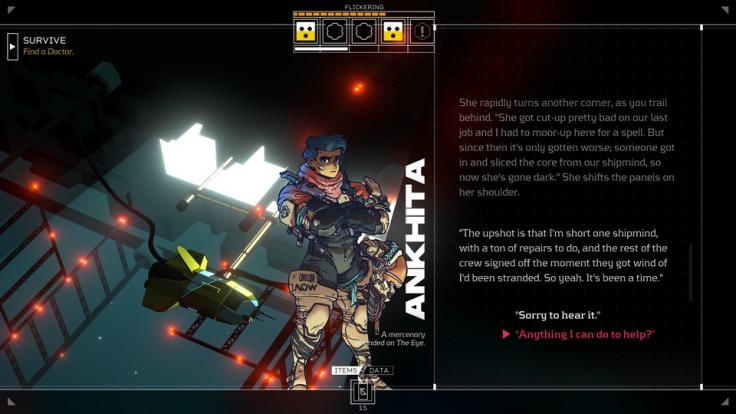 FLICKERING
SURVIVE
Find a Doctor.
She rapidly turns another corner, as you trail
behind. "She got cut-up pretty bad on our last
job and I had to moor-up here for a spell. But
since then it's only gotten worse; someone got
in and sliced the core from our shipmind, so
now she's gone dark." She shifts the panels on
her shoulder.
"The upshot is that I'm short one shipmind,
with a ton of repairs to do, and the rest of the
crew signed off the moment they got wind of
I'd been stranded. So yeah. It's been a time."
"Sorry to hear it."
"Anything I can do to help?"
ANKHITA
A mercenary
on The Eye.
ITEMS
DATA
15